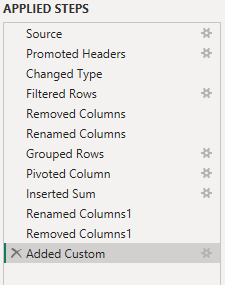 APPLIED STEPS
Source
Promoted Headers
Changed Type
Filtered Rows
Removed Columns
Renamed Columns
Grouped Rows
Pivoted Column
Inserted Sum
Renamed Columns1
Removed Columns1
Added Custom